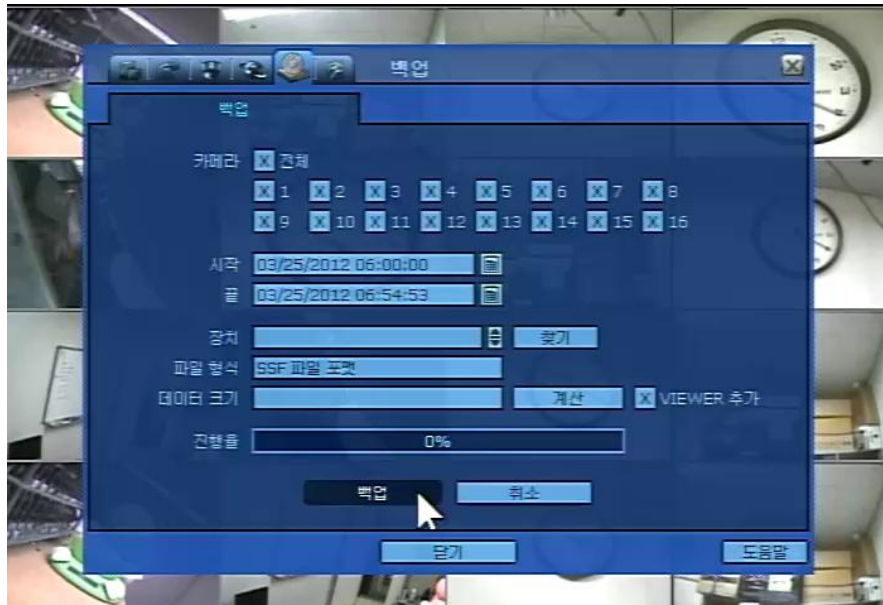 백업
백업
카메라 X 전체
X 1 X 2 X 3 X 4 X 5 X 6 X 7 X 8
X 9 X 10 X 11 X 12 X 13 X 14 X 15 X 16
시작 03/25/2012 06:00:00
끝 03/25/2012 06:54:53
장치 찾기
파일 형식 SSF 파일 포맷
데이터 크기 계산 X VIEWER 추가
진행율 0%
백업 취소
닫기 도움말